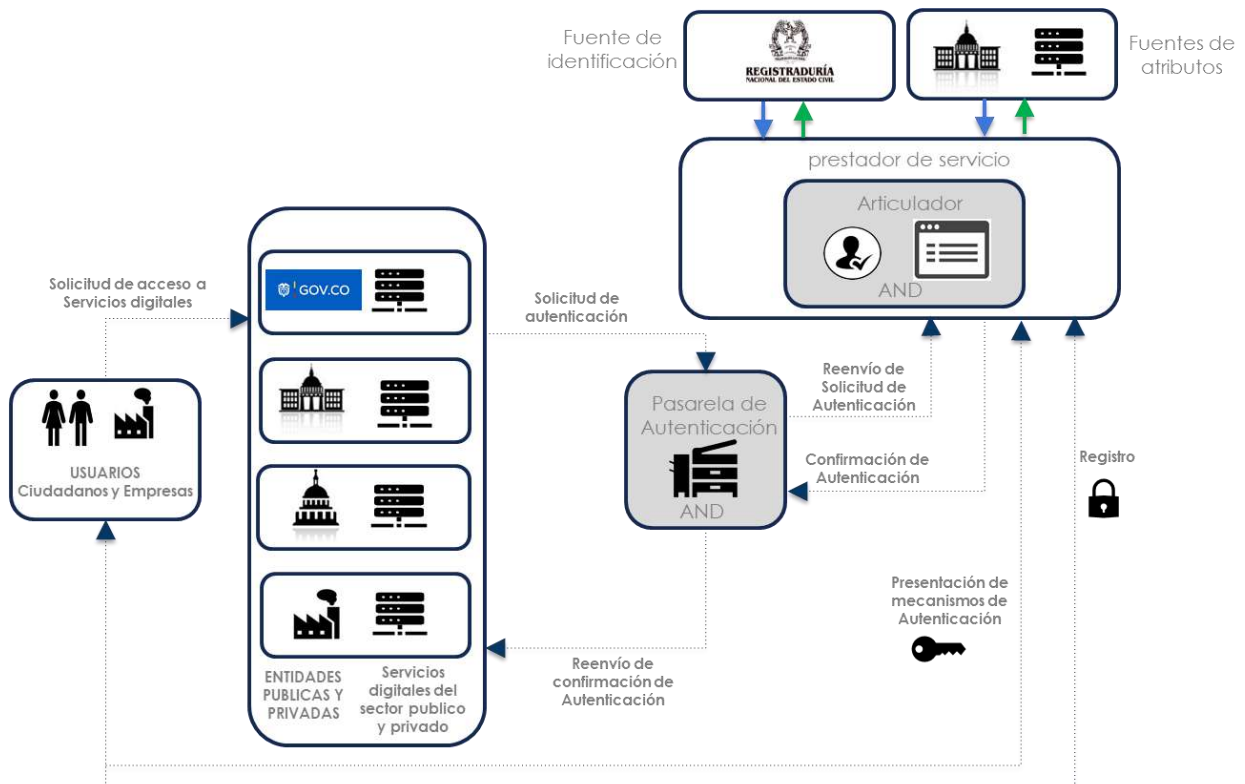 Fuente de
identificación
REGISTRADURÍA
NACIONAL DEL ESTADO CIVIL
Fuentes de
atributos
prestador de servicio
Articulador
AND
Solicitud de acceso a
Servicios digitales
GOV.CO
Solicitud de
autenticación
Reenvío de
Solicitud de
Autenticación
Pasarela de
Autenticación
AND
Confirmación de
Autenticación
Registro
USUARIOS
Ciudadanos y Empresas
Presentación de
mecanismos de
Autenticación
Reenvío de
confirmación de
Autenticación
ENTIDADES
PUBLICAS Y
PRIVADAS
Servicios
digitales del
sector publico
y privado